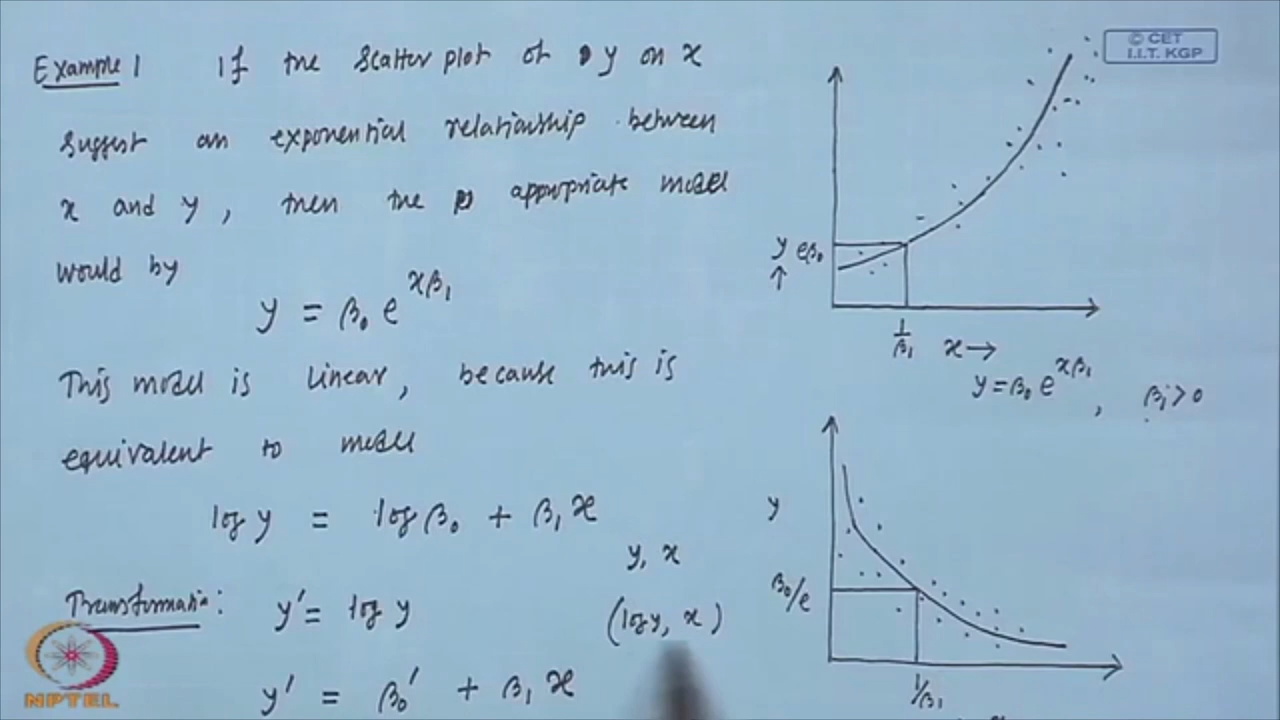 Example 1 If the scatter plot of y on x
suggest an exponential relationship between
x and y, then the appropriate model
would by
y = β₀ e^{xβ₁}
This model is linear, because this is
equivalent to model
log y = log β₀ + β₁ x
y, x
Transformation: y′ = log y (log y, x)
y′ = β₀′ + β₁ x
© CET
I.I.T. KGP
y eβ₀
↑
1/β₁ x →
y = β₀ e^{xβ₁}, β₁ > 0
y
β₀/e
1/β₁
NPTEL